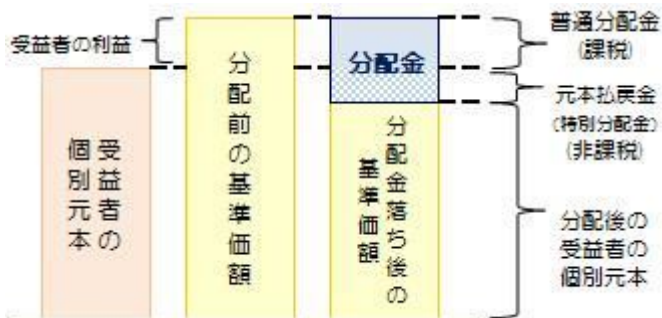 受益者の利益
受益者の
個別元本
分配前の基準価額
分配金
分配金落ち後の
基準価額
普通分配金
(課税)
元本払戻金
(特別分配金)
(非課税)
分配後の
受益者の
個別元本